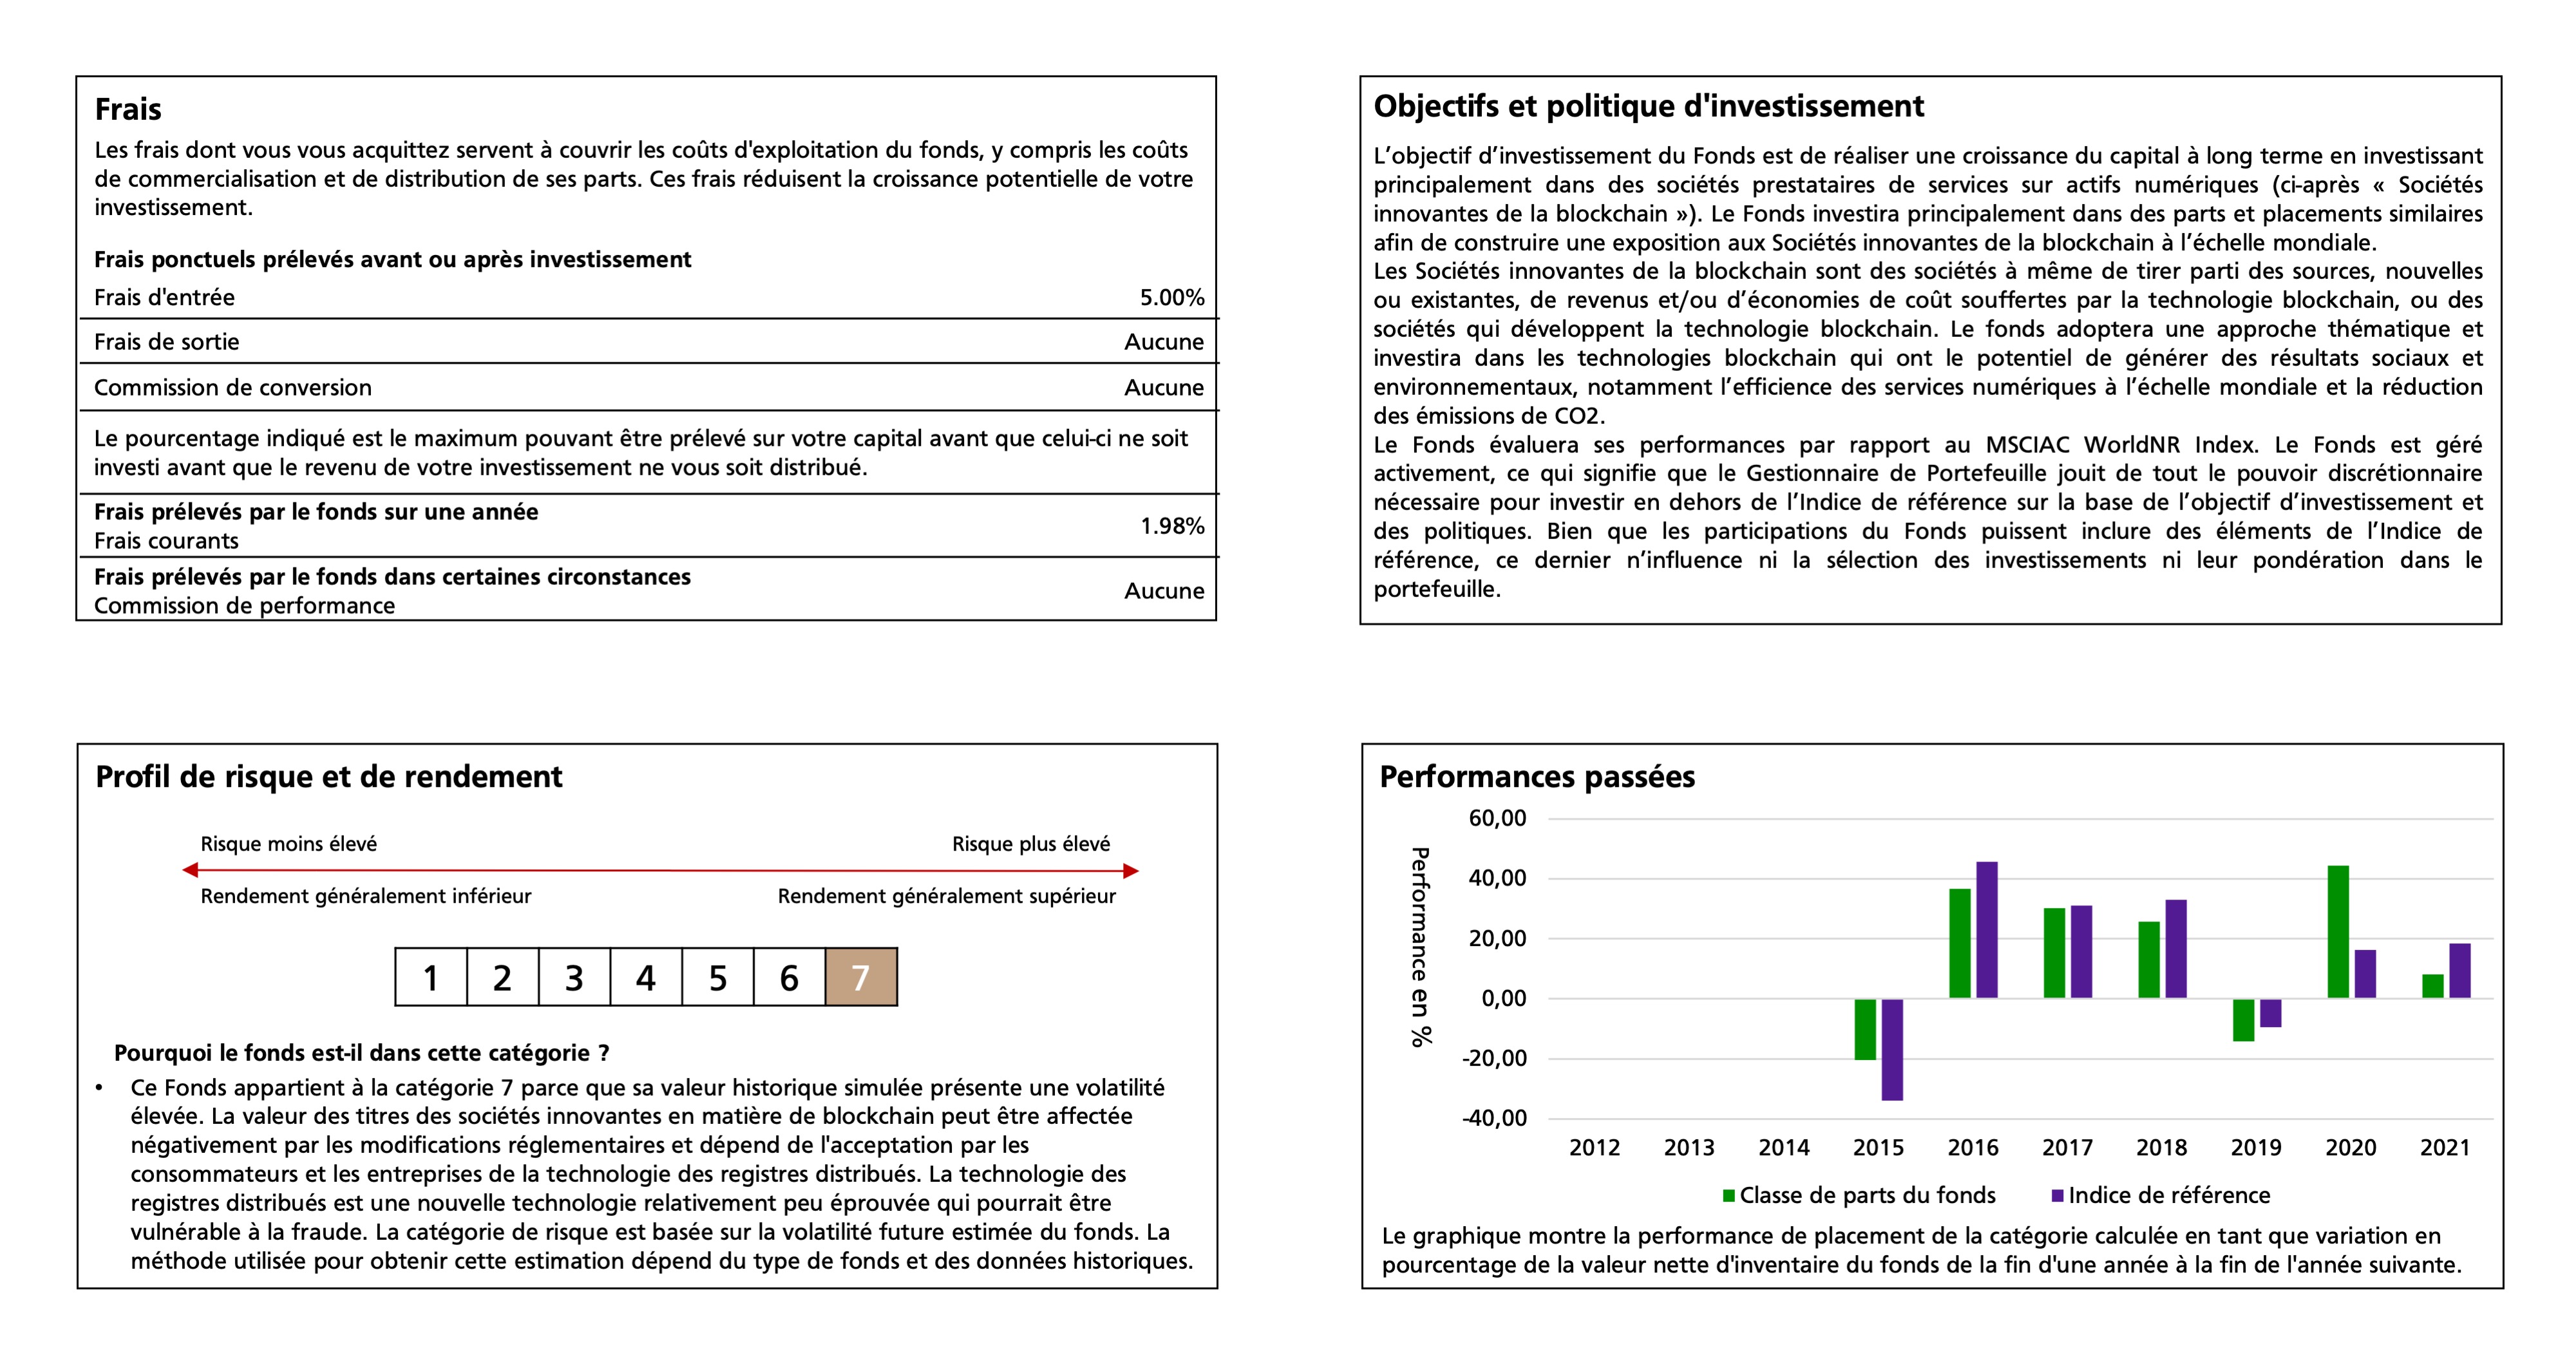 Frais
Les frais dont vous vous acquittez servent à couvrir les coûts d'exploitation du fonds, y compris les coûts
de commercialisation et de distribution de ses parts. Ces frais réduisent la croissance potentielle de votre
investissement.
Frais ponctuels prélevés avant ou après investissement
Frais d'entrée 5.00%
Frais de sortie Aucune
Commission de conversion Aucune
Le pourcentage indiqué est le maximum pouvant être prélevé sur votre capital avant que celui-ci ne soit
investi avant que le revenu de votre investissement ne vous soit distribué.
Frais prélevés par le fonds sur une année
Frais courants 1.98%
Frais prélevés par le fonds dans certaines circonstances
Commission de performance Aucune
Objectifs et politique d'investissement
L’objectif d’investissement du Fonds est de réaliser une croissance du capital à long terme en investissant
principalement dans des sociétés prestataires de services sur actifs numériques (ci-après « Sociétés
innovantes de la blockchain »). Le Fonds investira principalement dans des parts et placements similaires
afin de construire une exposition aux Sociétés innovantes de la blockchain à l’échelle mondiale.
Les Sociétés innovantes de la blockchain sont des sociétés à même de tirer parti des sources, nouvelles
ou existantes, de revenus et/ou d’économies de coût souffertes par la technologie blockchain, ou des
sociétés qui développent la technologie blockchain. Le fonds adoptera une approche thématique et
investira dans les technologies blockchain qui ont le potentiel de générer des résultats sociaux et
environnementaux, notamment l’efficience des services numériques à l’échelle mondiale et la réduction
des émissions de CO2.
Le Fonds évaluera ses performances par rapport au MSCIAC WorldNR Index. Le Fonds est géré
activement, ce qui signifie que le Gestionnaire de Portefeuille jouit de tout le pouvoir discrétionnaire
nécessaire pour investir en dehors de l’Indice de référence sur la base de l’objectif d’investissement et
des politiques. Bien que les participations du Fonds puissent inclure des éléments de l’Indice de
référence, ce dernier n’influence ni la sélection des investissements ni leur pondération dans le
portefeuille.
Profil de risque et de rendement
Risque moins élevé Risque plus élevé
Rendement généralement inférieur Rendement généralement supérieur
1 2 3 4 5 6 7
Pourquoi le fonds est-il dans cette catégorie ?
• Ce Fonds appartient à la catégorie 7 parce que sa valeur historique simulée présente une volatilité
élevée. La valeur des titres des sociétés innovantes en matière de blockchain peut être affectée
négativement par les modifications réglementaires et dépend de l'acceptation par les
consommateurs et les entreprises de la technologie des registres distribués. La technologie des
registres distribués est une nouvelle technologie relativement peu éprouvée qui pourrait être
vulnérable à la fraude. La catégorie de risque est basée sur la volatilité future estimée du fonds. La
méthode utilisée pour obtenir cette estimation dépend du type de fonds et des données historiques.
Performances passées
Performance en %
60,00
40,00
20,00
0,00
-20,00
-40,00
2012 2013 2014 2015 2016 2017 2018 2019 2020 2021
Classe de parts du fonds Indice de référence
Le graphique montre la performance de placement de la catégorie calculée en tant que variation en
pourcentage de la valeur nette d'inventaire du fonds de la fin d'une année à la fin de l'année suivante.